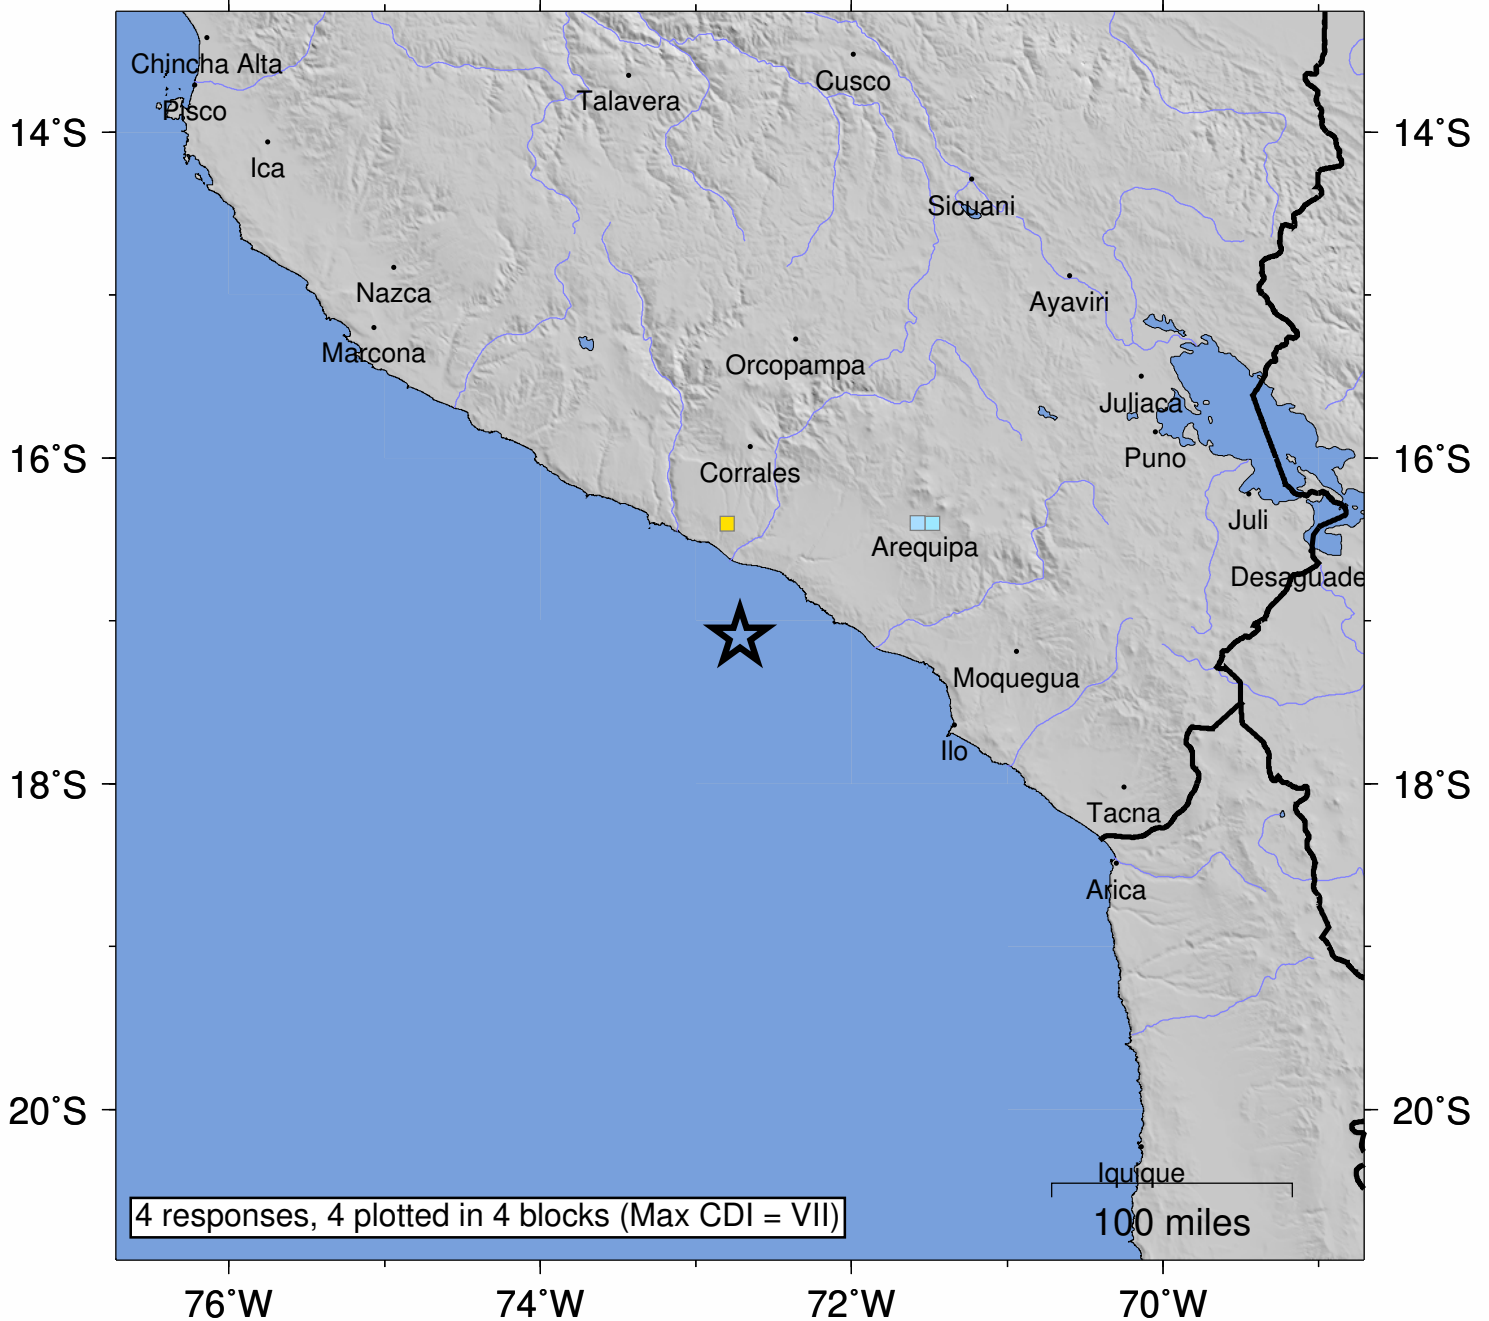 Chincha Alta
Pisco
Ica
Talavera
Cusco
14°S
14°S
Sicuani
Nazca
Ayaviri
Marcona
Orcopampa
Juliaca
Puno
16°S
16°S
Corrales
Juli
Arequipa
Desaguade
Moquegua
Ilo
18°S
18°S
Tacna
Arica
20°S
20°S
Iquique
4 responses, 4 plotted in 4 blocks (Max CDI = VII)
100 miles
76°W
74°W
72°W
70°W